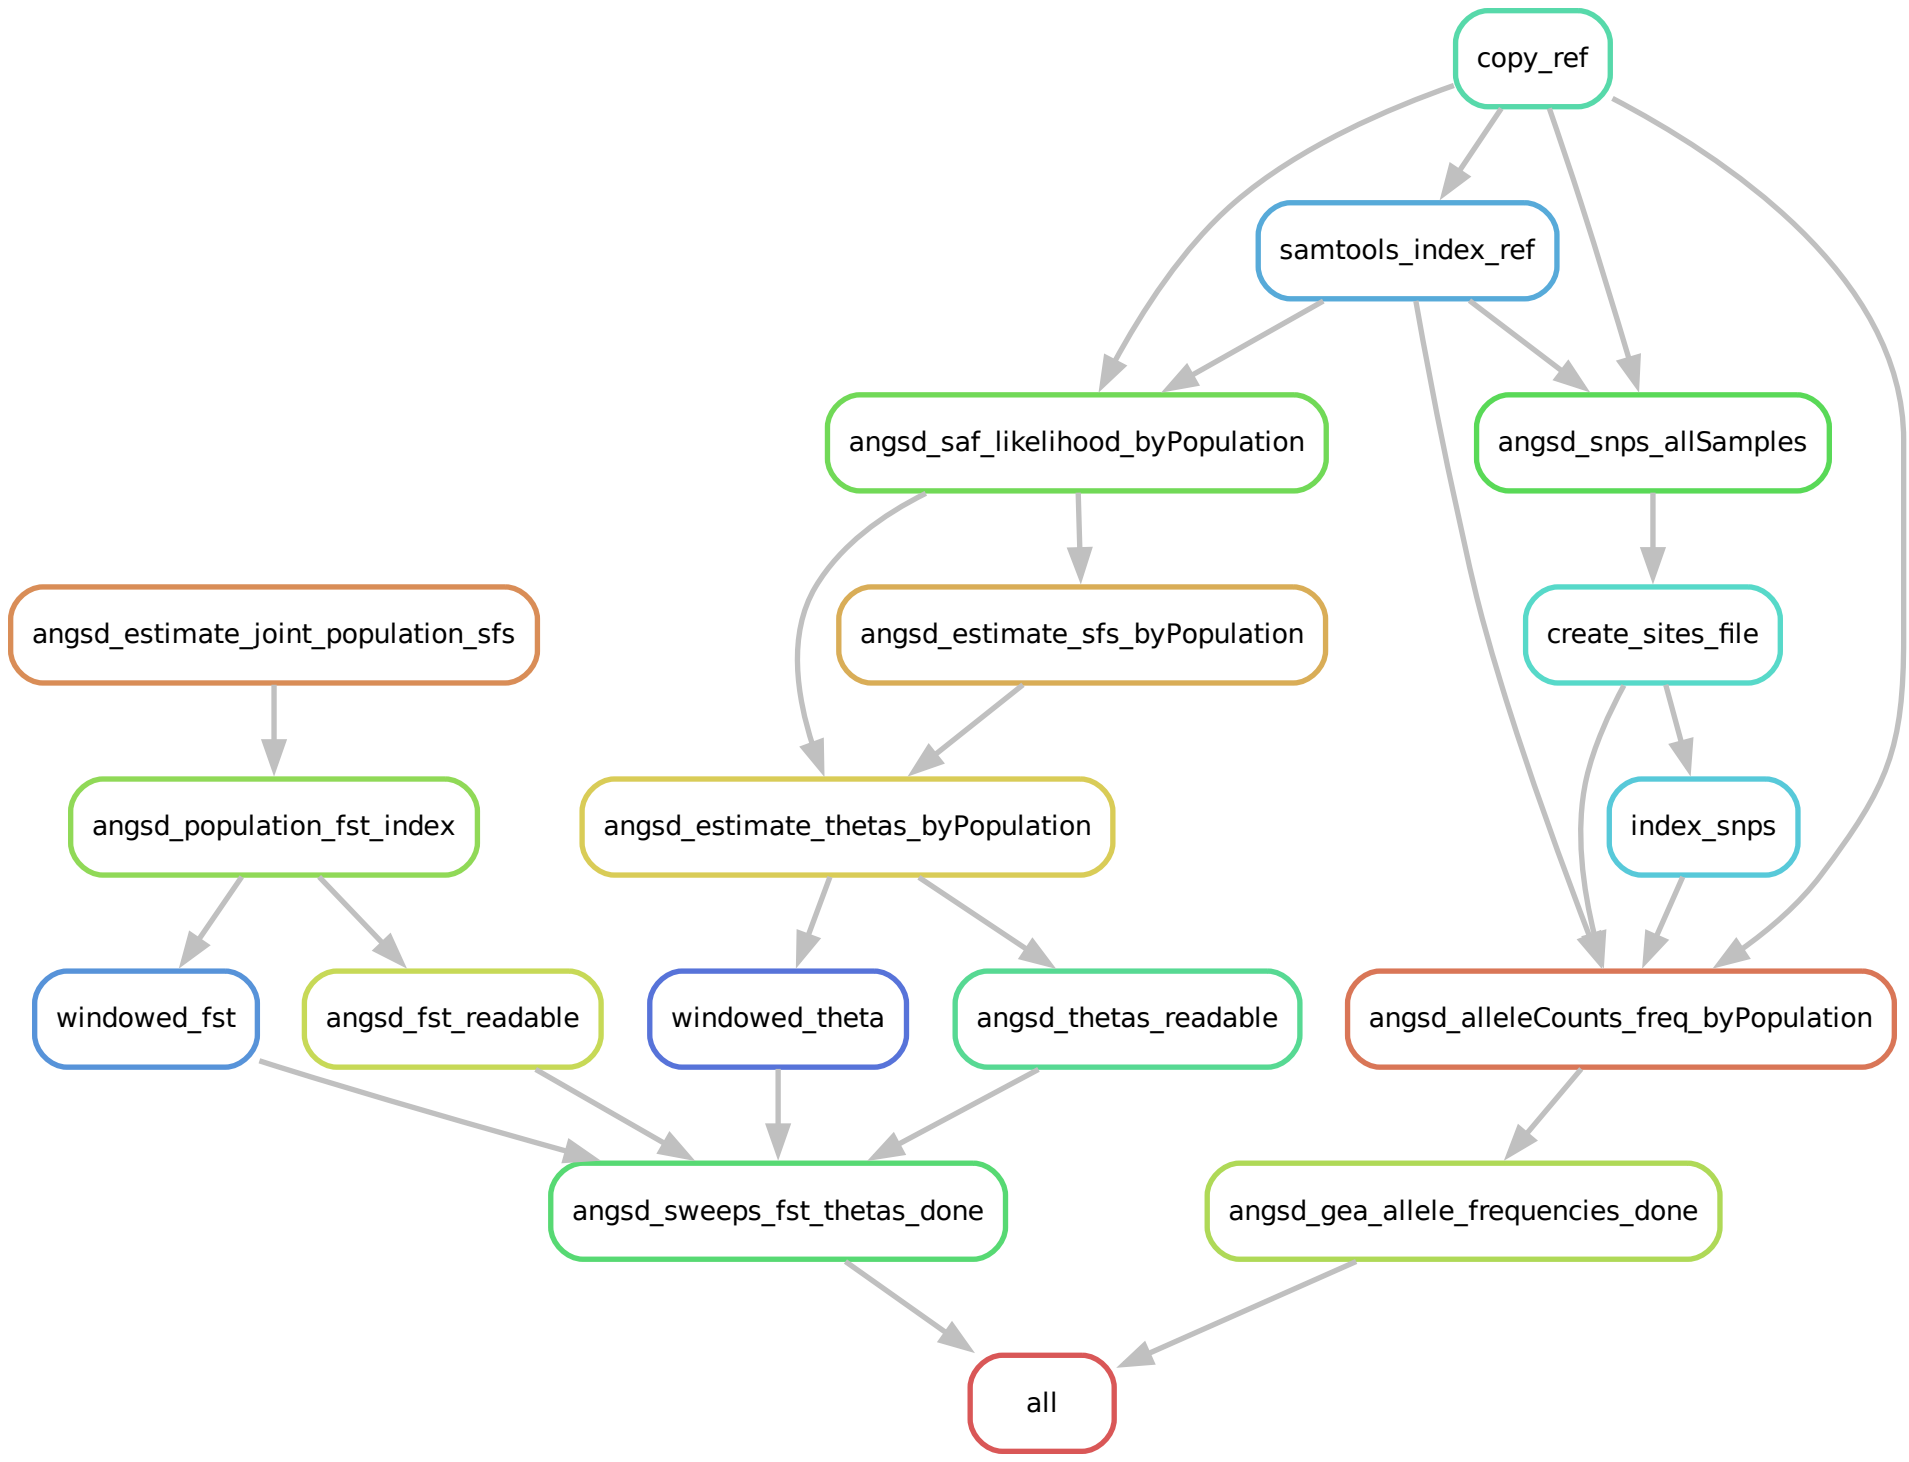 copy_ref
samtools_index_ref
angsd_saf_likelihood_byPopulation
angsd_snps_allSamples
angsd_estimate_joint_population_sfs
angsd_estimate_sfs_byPopulation
create_sites_file
angsd_population_fst_index
angsd_estimate_thetas_byPopulation
index_snps
windowed_fst
angsd_fst_readable
windowed_theta
angsd_thetas_readable
angsd_alleleCounts_freq_byPopulation
angsd_sweeps_fst_thetas_done
angsd_gea_allele_frequencies_done
all